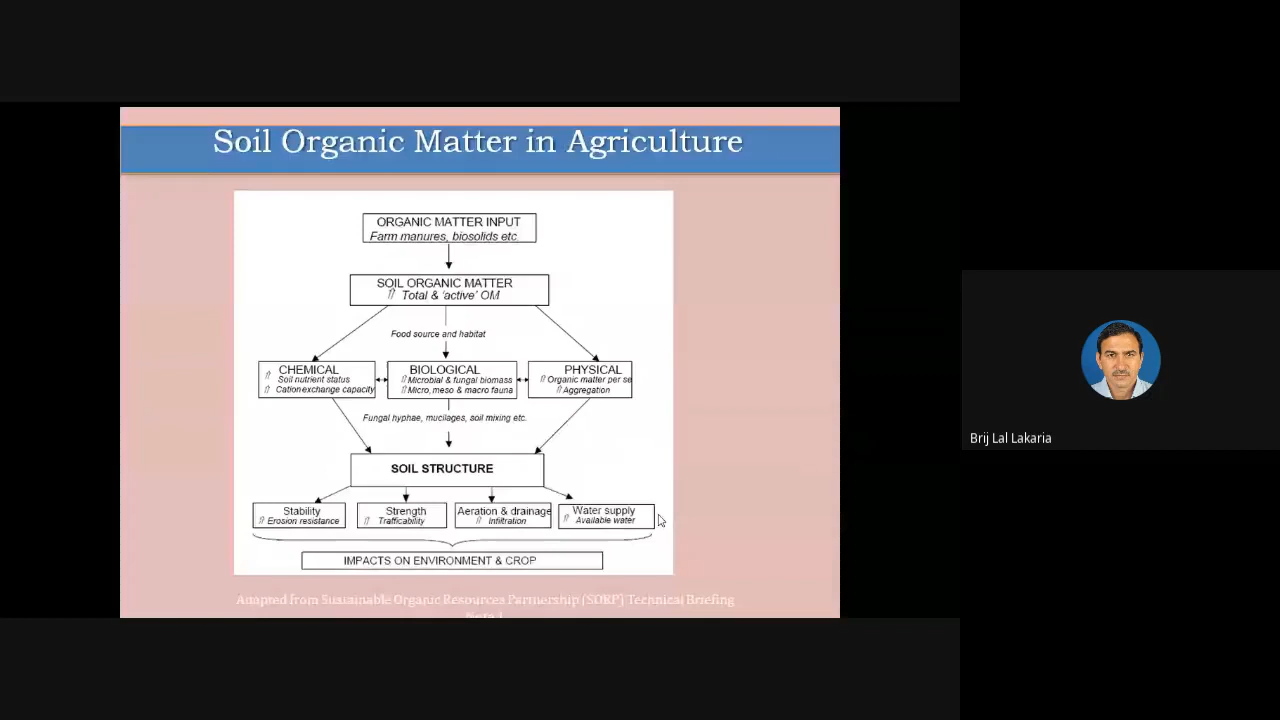 Soil Organic Matter in Agriculture
ORGANIC MATTER INPUT
Farm manures, biosolids etc.
SOIL ORGANIC MATTER
⇑ Total & 'active' OM
Food source and habitat
CHEMICAL
⇑ Soil nutrient status
⇑ Cation exchange capacity
BIOLOGICAL
⇑ Microbial & fungal biomass
⇑ Micro, meso & macro fauna
PHYSICAL
⇑ Organic matter per se
⇑ Aggregation
Fungal hyphae, mucilages, soil mixing etc.
SOIL STRUCTURE
Stability
⇑ Erosion resistance
Strength
⇑ Trafficability
Aeration & drainage
⇑ Infiltration
Water supply
⇑ Available water
IMPACTS ON ENVIRONMENT & CROP
Adapted from Sustainable Organic Resources Partnership (SORP) Technical Briefing
Note 1
Brij Lal Lakaria